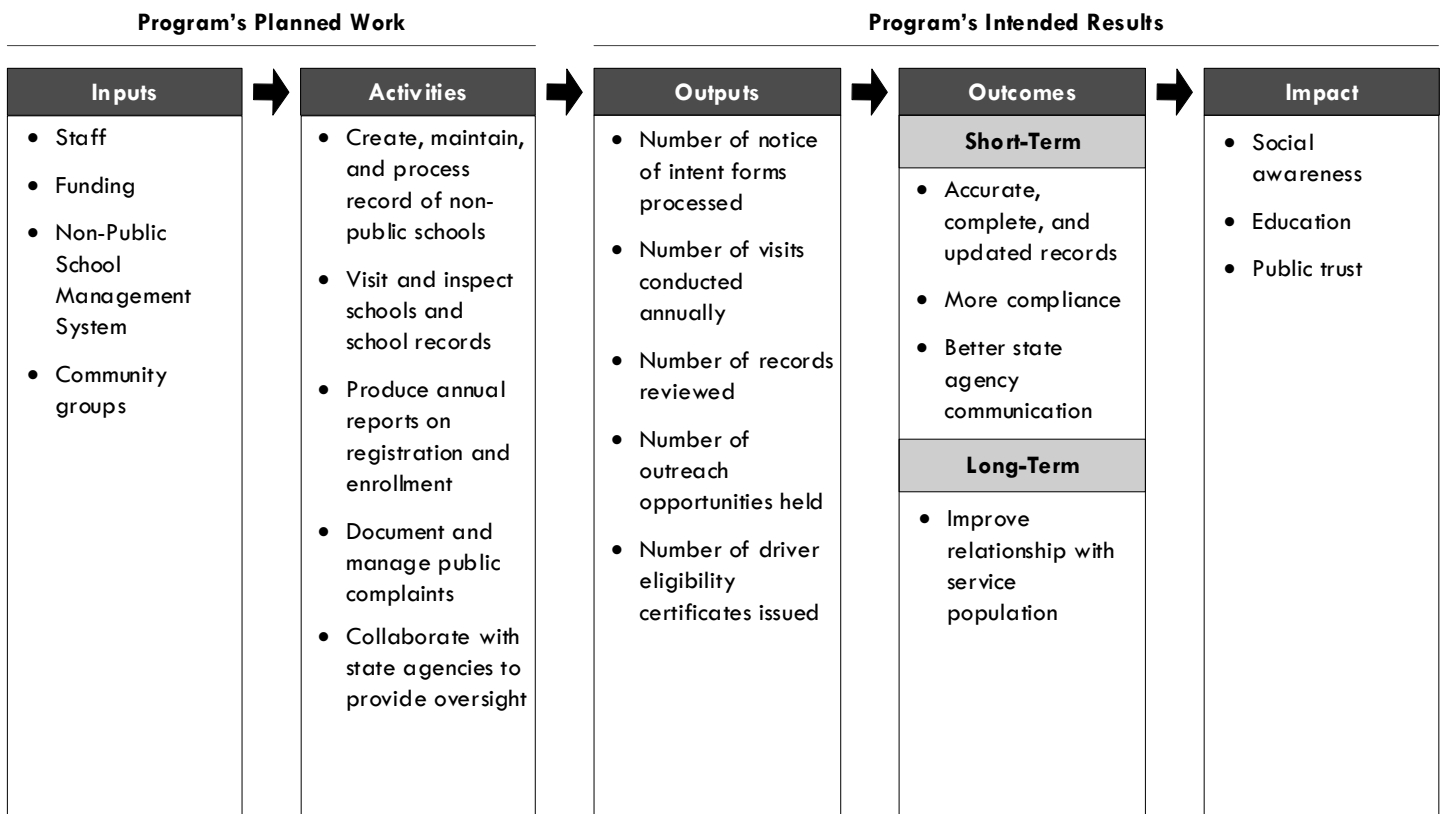 Program's Planned Work
Program's Intended Results
Inputs
• Staff
• Funding
• Non-Public
School
Management
System
• Community
groups
Activities
• Create, maintain,
and process
record of non-
public schools
• Visit and inspect
schools and
school records
• Produce annual
reports on
registration and
enrollment
• Document and
manage public
complaints
• Collaborate with
state agencies to
provide oversight
Outputs
• Number of notice
of intent forms
processed
• Number of visits
conducted
annually
• Number of records
reviewed
• Number of
outreach
opportunities held
• Number of driver
eligibility
certificates issued
Outcomes
Short-Term
• Accurate,
complete, and
updated records
• More compliance
• Better state
agency
communication
Long-Term
• Improve
relationship with
service
population
Impact
• Social
awareness
• Education
• Public trust